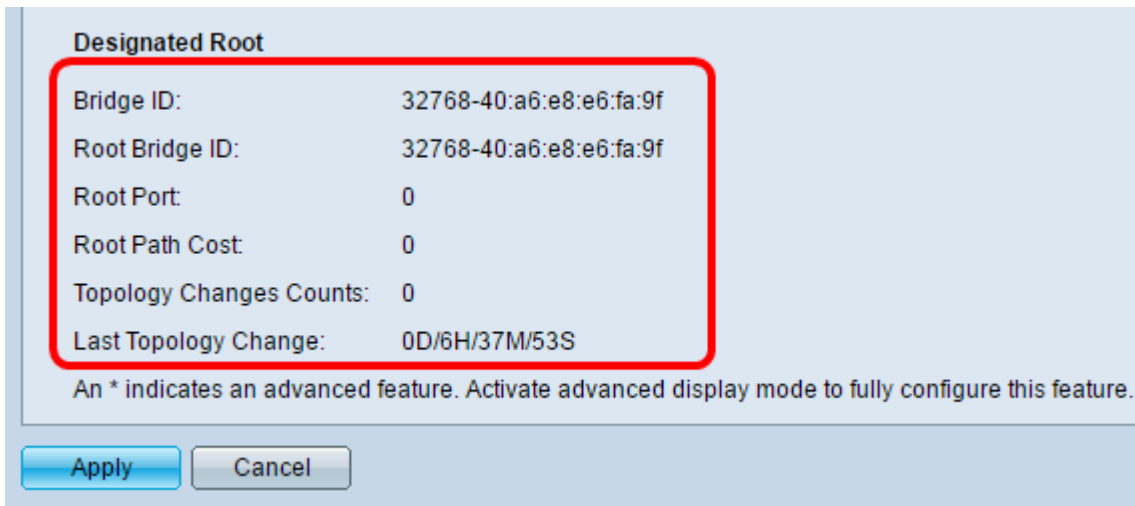 Designated Root
Bridge ID: 32768-40:a6:e8:e6:fa:9f
Root Bridge ID: 32768-40:a6:e8:e6:fa:9f
Root Port: 0
Root Path Cost: 0
Topology Changes Counts: 0
Last Topology Change: 0D/6H/37M/53S
An * indicates an advanced feature. Activate advanced display mode to fully configure this feature.
Apply Cancel